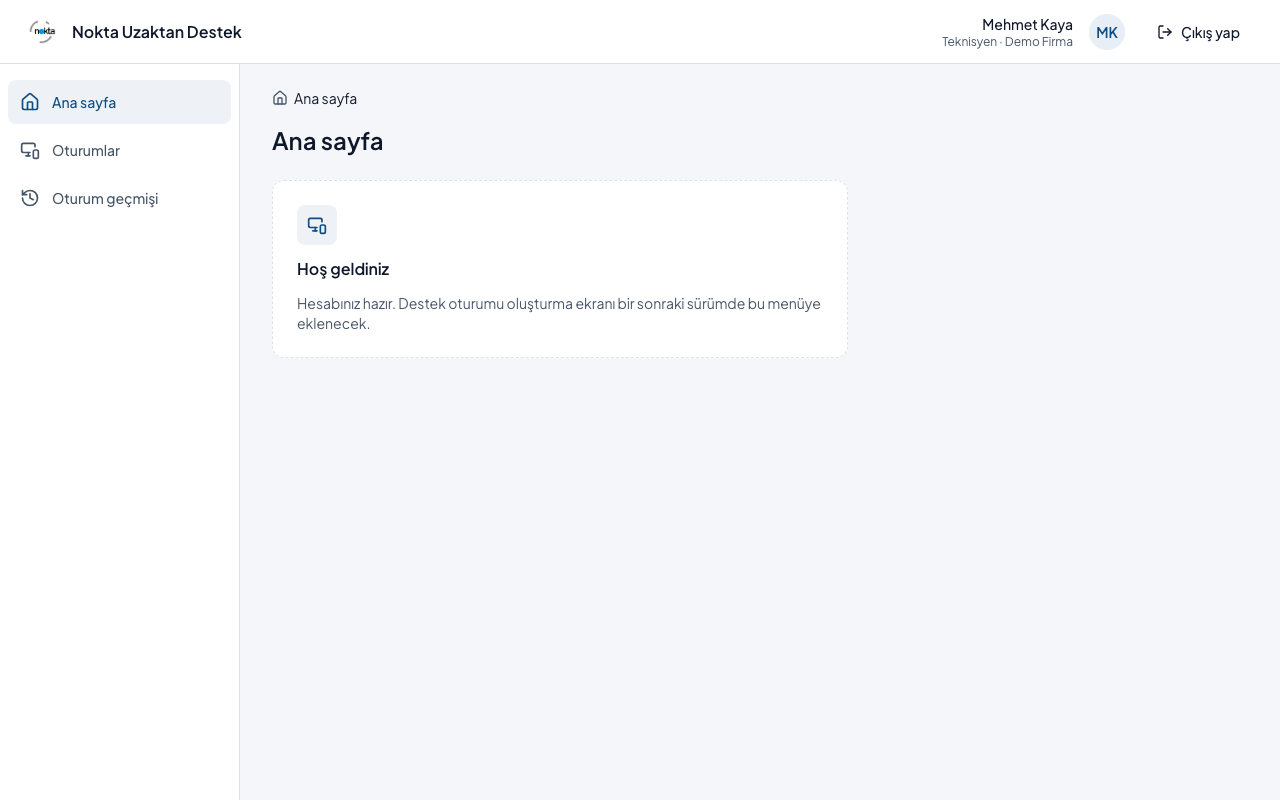 nokta
Nokta Uzaktan Destek
Mehmet Kaya
Teknisyen · Demo Firma
MK
Çıkış yap
Ana sayfa
Oturumlar
Oturum geçmişi
Ana sayfa
Ana sayfa
Hoş geldiniz
Hesabınız hazır. Destek oturumu oluşturma ekranı bir sonraki sürümde bu menüye
eklenecek.